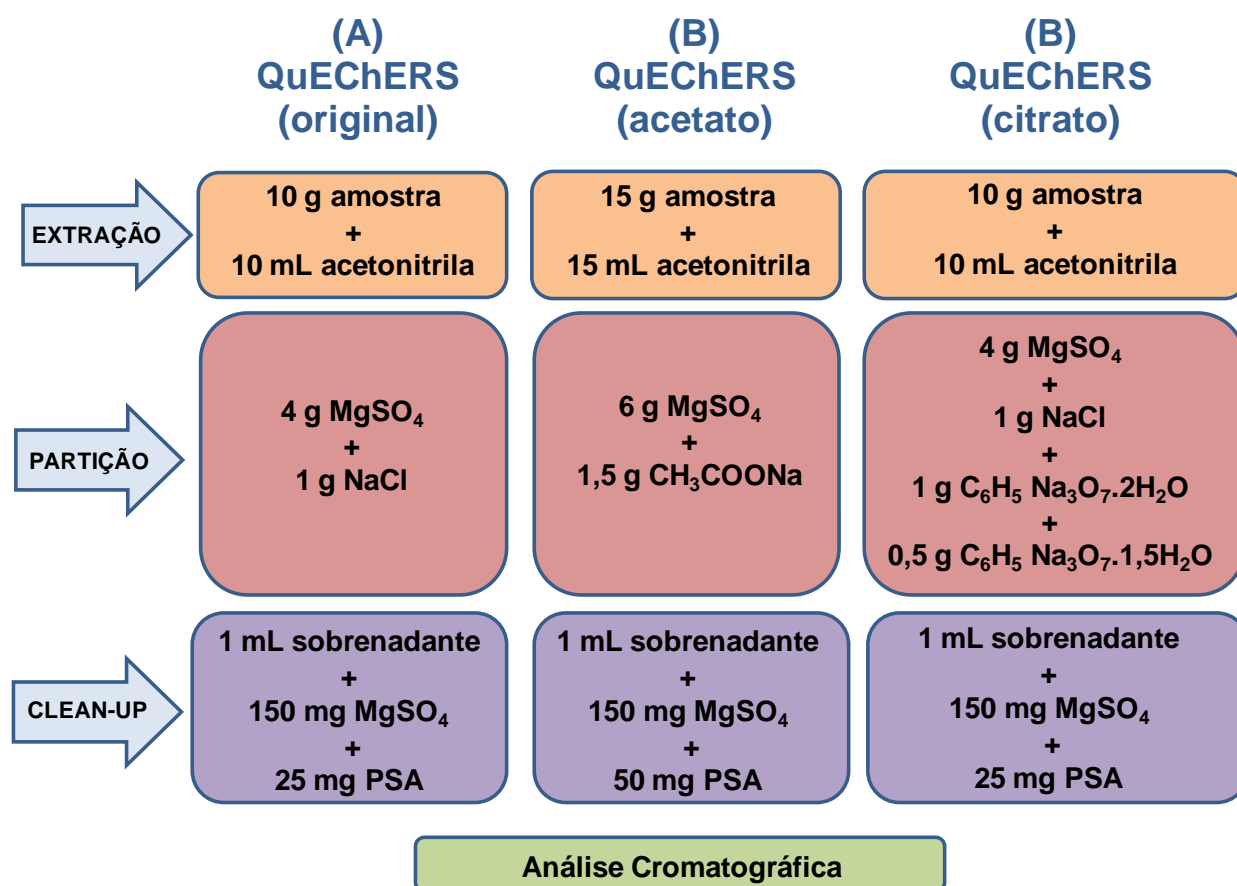 (A)
QuEChERS
(original)
(B)
QuEChERS
(acetato)
(B)
QuEChERS
(citrato)
EXTRAÇÃO
10 g amostra
+
10 mL acetonitrila
15 g amostra
+
15 mL acetonitrila
10 g amostra
+
10 mL acetonitrila
PARTIÇÃO
4 g MgSO₄
+
1 g NaCl
6 g MgSO₄
+
1,5 g CH₃COONa
4 g MgSO₄
+
1 g NaCl
+
1 g C₆H₅ Na₃O₇.2H₂O
+
0,5 g C₆H₅ Na₃O₇.1,5H₂O
CLEAN-UP
1 mL sobrenadante
+
150 mg MgSO₄
+
25 mg PSA
1 mL sobrenadante
+
150 mg MgSO₄
+
50 mg PSA
1 mL sobrenadante
+
150 mg MgSO₄
+
25 mg PSA
Análise Cromatográfica